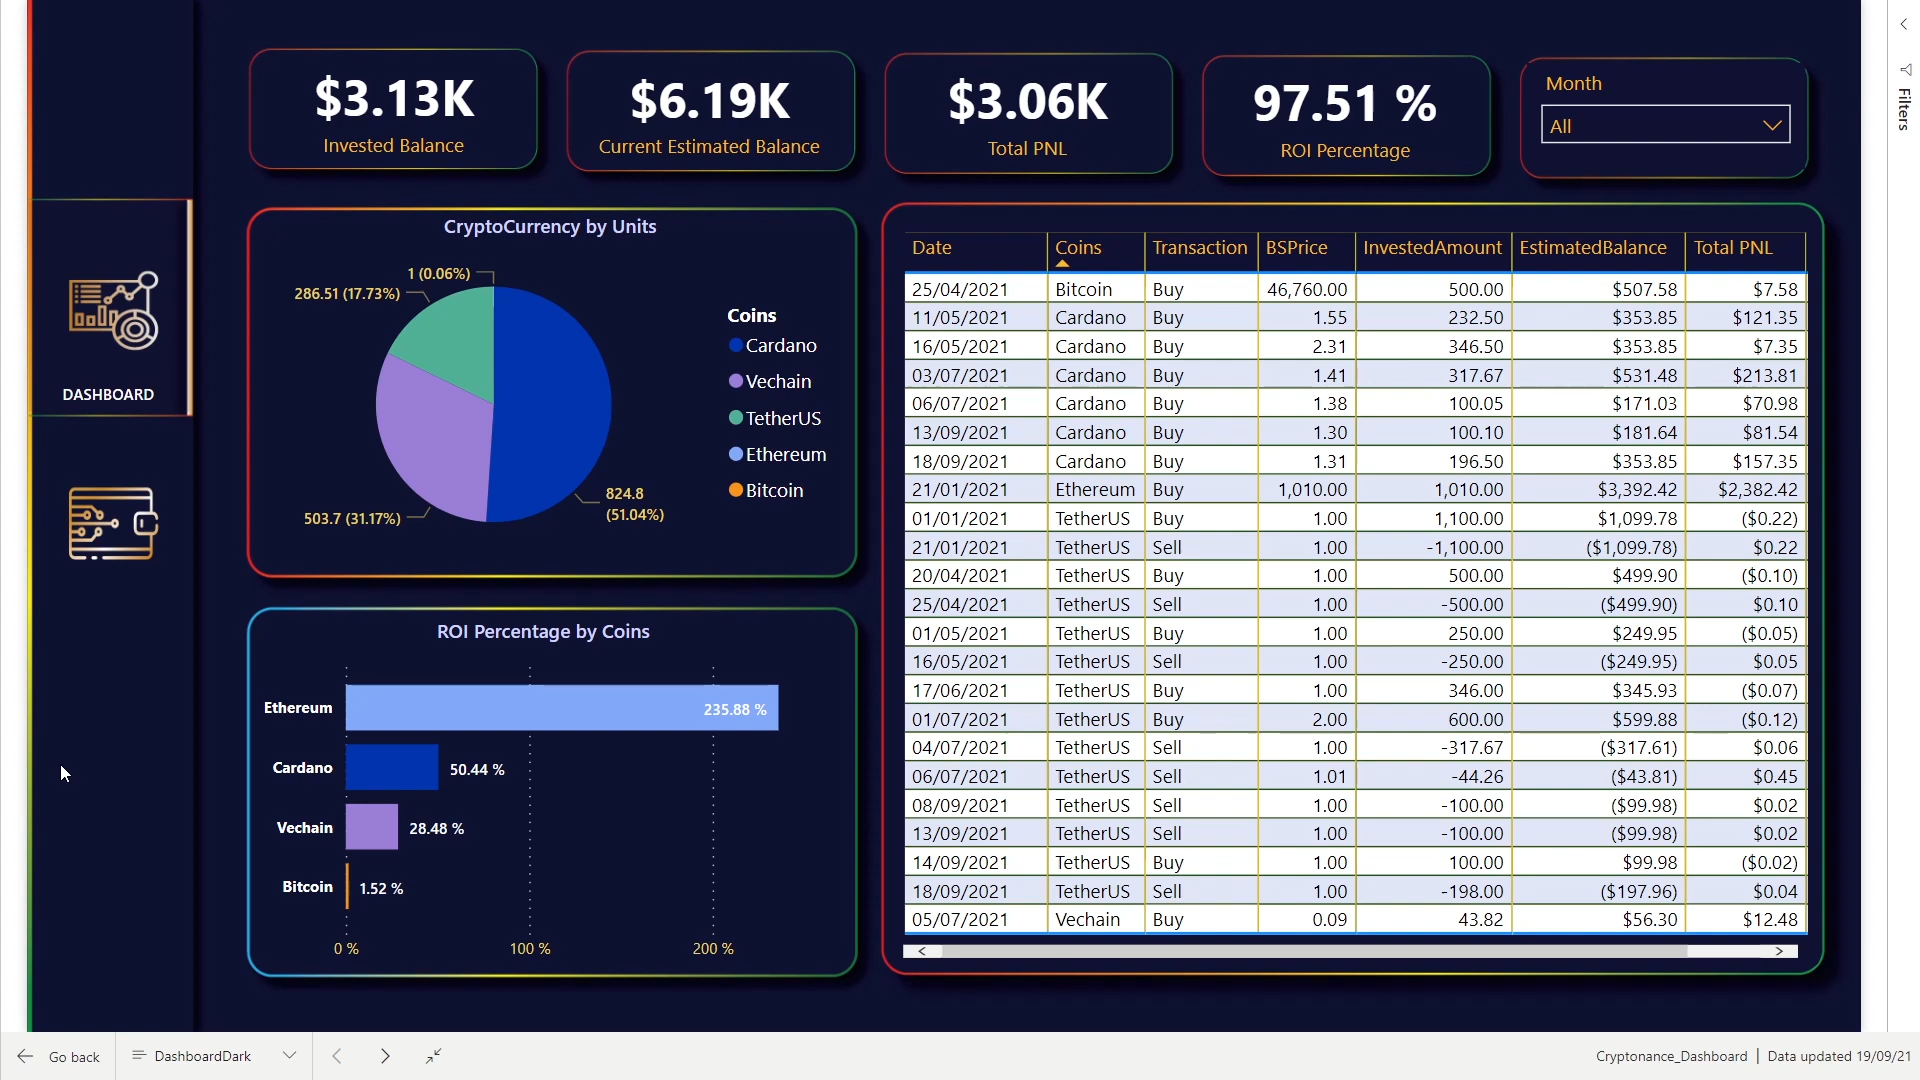 $3.13K
Invested Balance
$6.19K
Current Estimated Balance
$3.06K
Total PNL
97.51 %
ROI Percentage
Month
All
Filters
DASHBOARD
CryptoCurrency by Units
1 (0.06%)
286.51 (17.73%)
503.7 (31.17%)
824.8
(51.04%)
Coins
Cardano
Vechain
TetherUS
Ethereum
Bitcoin
ROI Percentage by Coins
Ethereum 235.88 %
Cardano 50.44 %
Vechain 28.48 %
Bitcoin 1.52 %
0 % 100 % 200 %
Date Coins Transaction BSPrice InvestedAmount EstimatedBalance Total PNL
25/04/2021 Bitcoin Buy 46,760.00 500.00 $507.58 $7.58
11/05/2021 Cardano Buy 1.55 232.50 $353.85 $121.35
16/05/2021 Cardano Buy 2.31 346.50 $353.85 $7.35
03/07/2021 Cardano Buy 1.41 317.67 $531.48 $213.81
06/07/2021 Cardano Buy 1.38 100.05 $171.03 $70.98
13/09/2021 Cardano Buy 1.30 100.10 $181.64 $81.54
18/09/2021 Cardano Buy 1.31 196.50 $353.85 $157.35
21/01/2021 Ethereum Buy 1,010.00 1,010.00 $3,392.42 $2,382.42
01/01/2021 TetherUS Buy 1.00 1,100.00 $1,099.78 ($0.22)
21/01/2021 TetherUS Sell 1.00 -1,100.00 ($1,099.78) $0.22
20/04/2021 TetherUS Buy 1.00 500.00 $499.90 ($0.10)
25/04/2021 TetherUS Sell 1.00 -500.00 ($499.90) $0.10
01/05/2021 TetherUS Buy 1.00 250.00 $249.95 ($0.05)
16/05/2021 TetherUS Sell 1.00 -250.00 ($249.95) $0.05
17/06/2021 TetherUS Buy 1.00 346.00 $345.93 ($0.07)
01/07/2021 TetherUS Buy 2.00 600.00 $599.88 ($0.12)
04/07/2021 TetherUS Sell 1.00 -317.67 ($317.61) $0.06
06/07/2021 TetherUS Sell 1.01 -44.26 ($43.81) $0.45
08/09/2021 TetherUS Sell 1.00 -100.00 ($99.98) $0.02
13/09/2021 TetherUS Sell 1.00 -100.00 ($99.98) $0.02
14/09/2021 TetherUS Buy 1.00 100.00 $99.98 ($0.02)
18/09/2021 TetherUS Sell 1.00 -198.00 ($197.96) $0.04
05/07/2021 Vechain Buy 0.09 43.82 $56.30 $12.48
Go back
DashboardDark
Cryptonance_Dashboard | Data updated 19/09/21